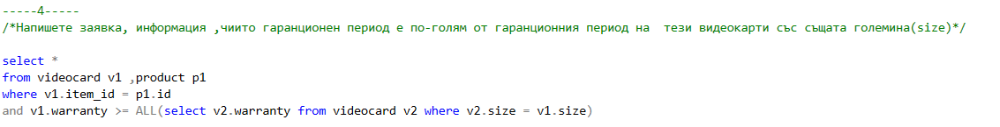 -----4-----
/*Напишете заявка, информация ,чиито гаранционен период е по-голям от гаранционния период на  тези видеокарти със същата големина(size)*/
select *
from videocard v1 ,product p1
where v1.item_id = p1.id
and v1.warranty >= ALL(select v2.warranty from videocard v2 where v2.size = v1.size)